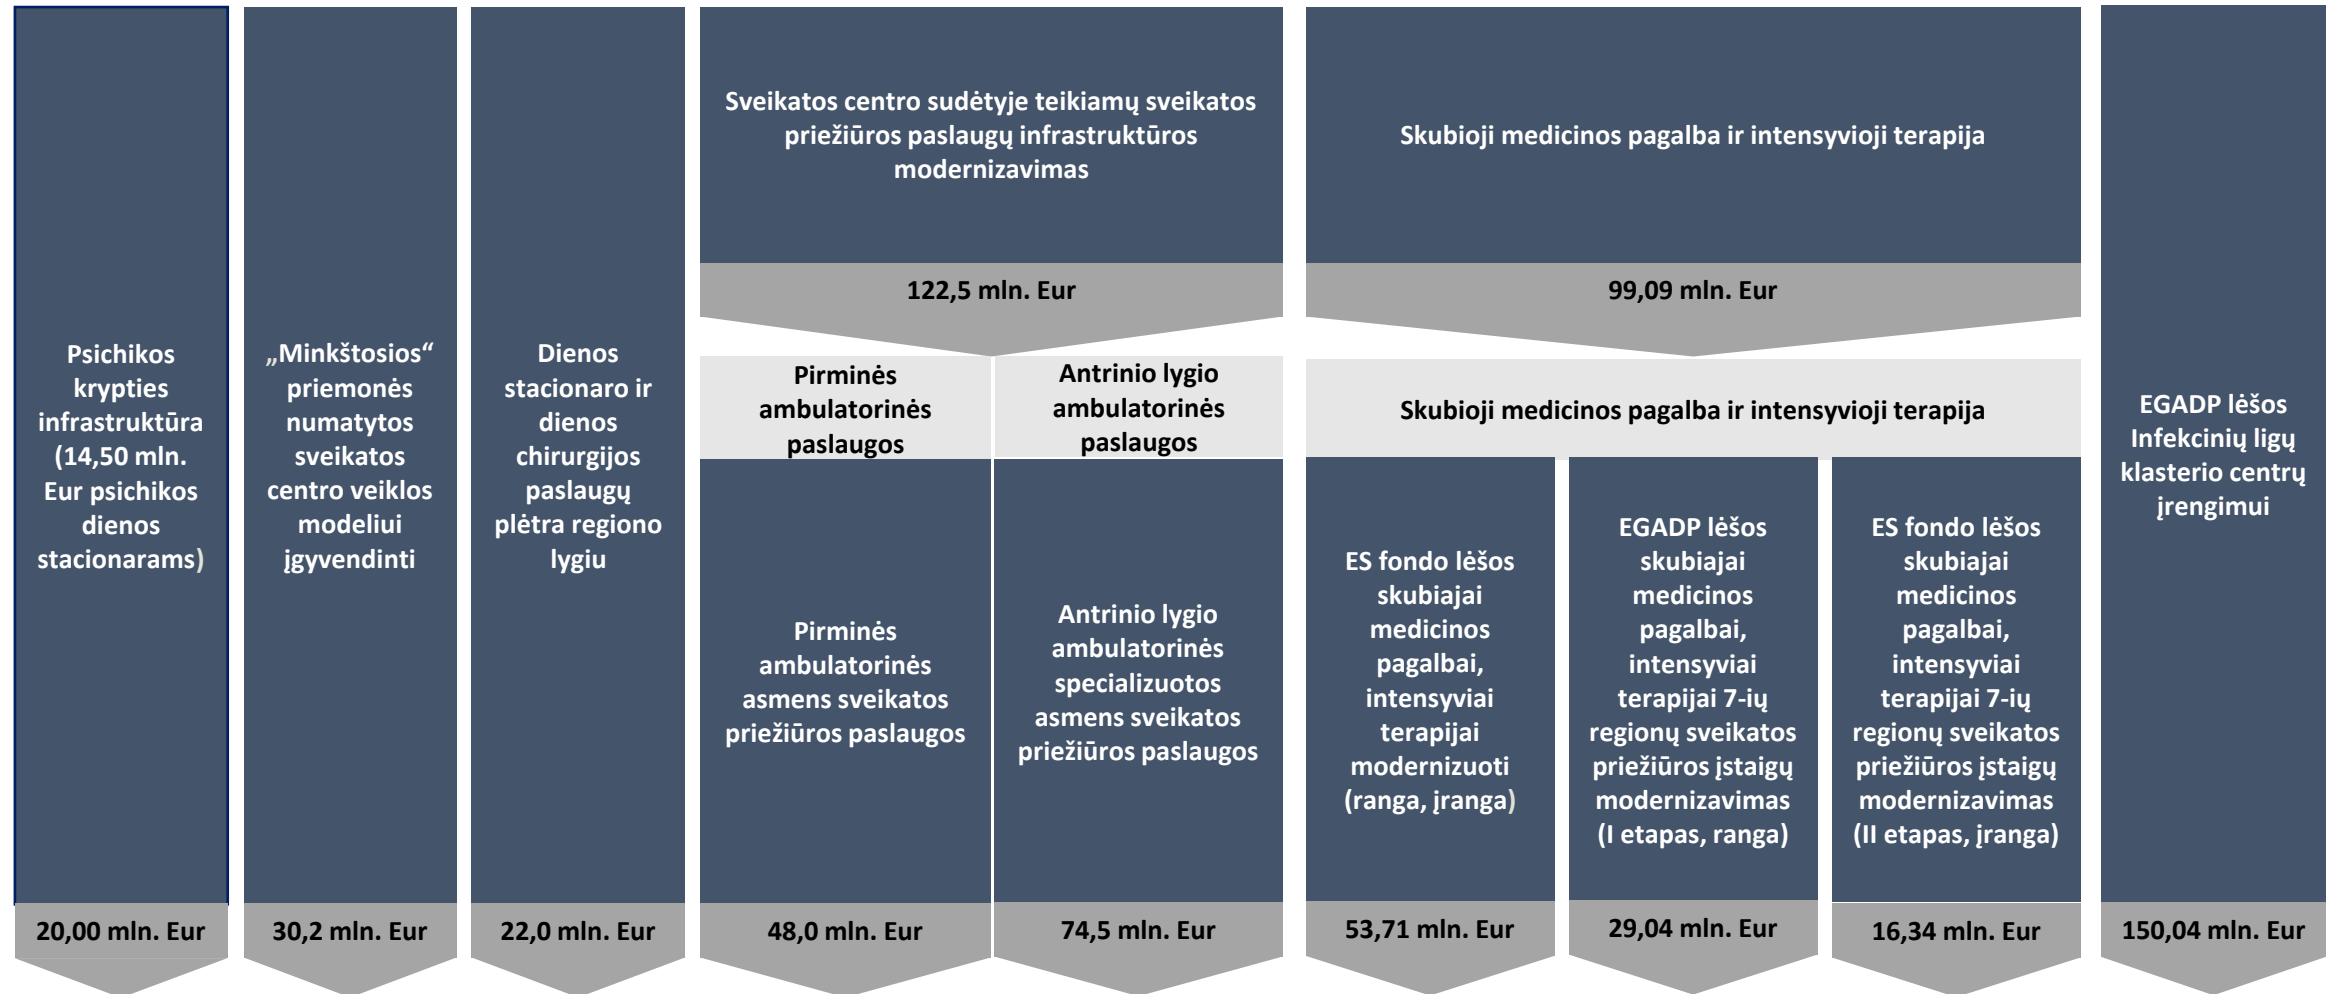 Psichikos
krypties
infrastruktūra
(14,50 mln.
Eur psichikos
dienos
stacionarams)
20,00 mln. Eur
„Minkštosios“
priemonės
numatytos
sveikatos
centro veiklos
modeliui
įgyvendinti
30,2 mln. Eur
Dienos
stacionaro ir
dienos
chirurgijos
paslaugų
plėtra regiono
lygiu
22,0 mln. Eur
Sveikatos centro sudėtyje teikiamų sveikatos
priežiūros paslaugų infrastruktūros
modernizavimas
122,5 mln. Eur
Pirminės
ambulatorinės
paslaugos
Pirminės
ambulatorinės
asmens sveikatos
priežiūros paslaugos
48,0 mln. Eur
Antrinio lygio
ambulatorinės
paslaugos
Antrinio lygio
ambulatorinės
specializuotos
asmens sveikatos
priežiūros paslaugos
74,5 mln. Eur
Skubioji medicinos pagalba ir intensyvioji terapija
99,09 mln. Eur
Skubioji medicinos pagalba ir intensyvioji terapija
ES fondo lėšos
skubiajai
medicinos
pagalbai,
intensyviai
terapijai
modernizuoti
(ranga, įranga)
53,71 mln. Eur
EGADP lėšos
skubiajai
medicinos
pagalbai,
intensyviai
terapijai 7-ių
regionų sveikatos
priežiūros įstaigų
modernizavimas
(I etapas, ranga)
29,04 mln. Eur
ES fondo lėšos
skubiajai
medicinos
pagalbai,
intensyviai
terapijai 7-ių
regionų sveikatos
priežiūros įstaigų
modernizavimas
(II etapas, įranga)
16,34 mln. Eur
EGADP lėšos
Infekcinių ligų
klasterio centrų
įrengimui
150,04 mln. Eur